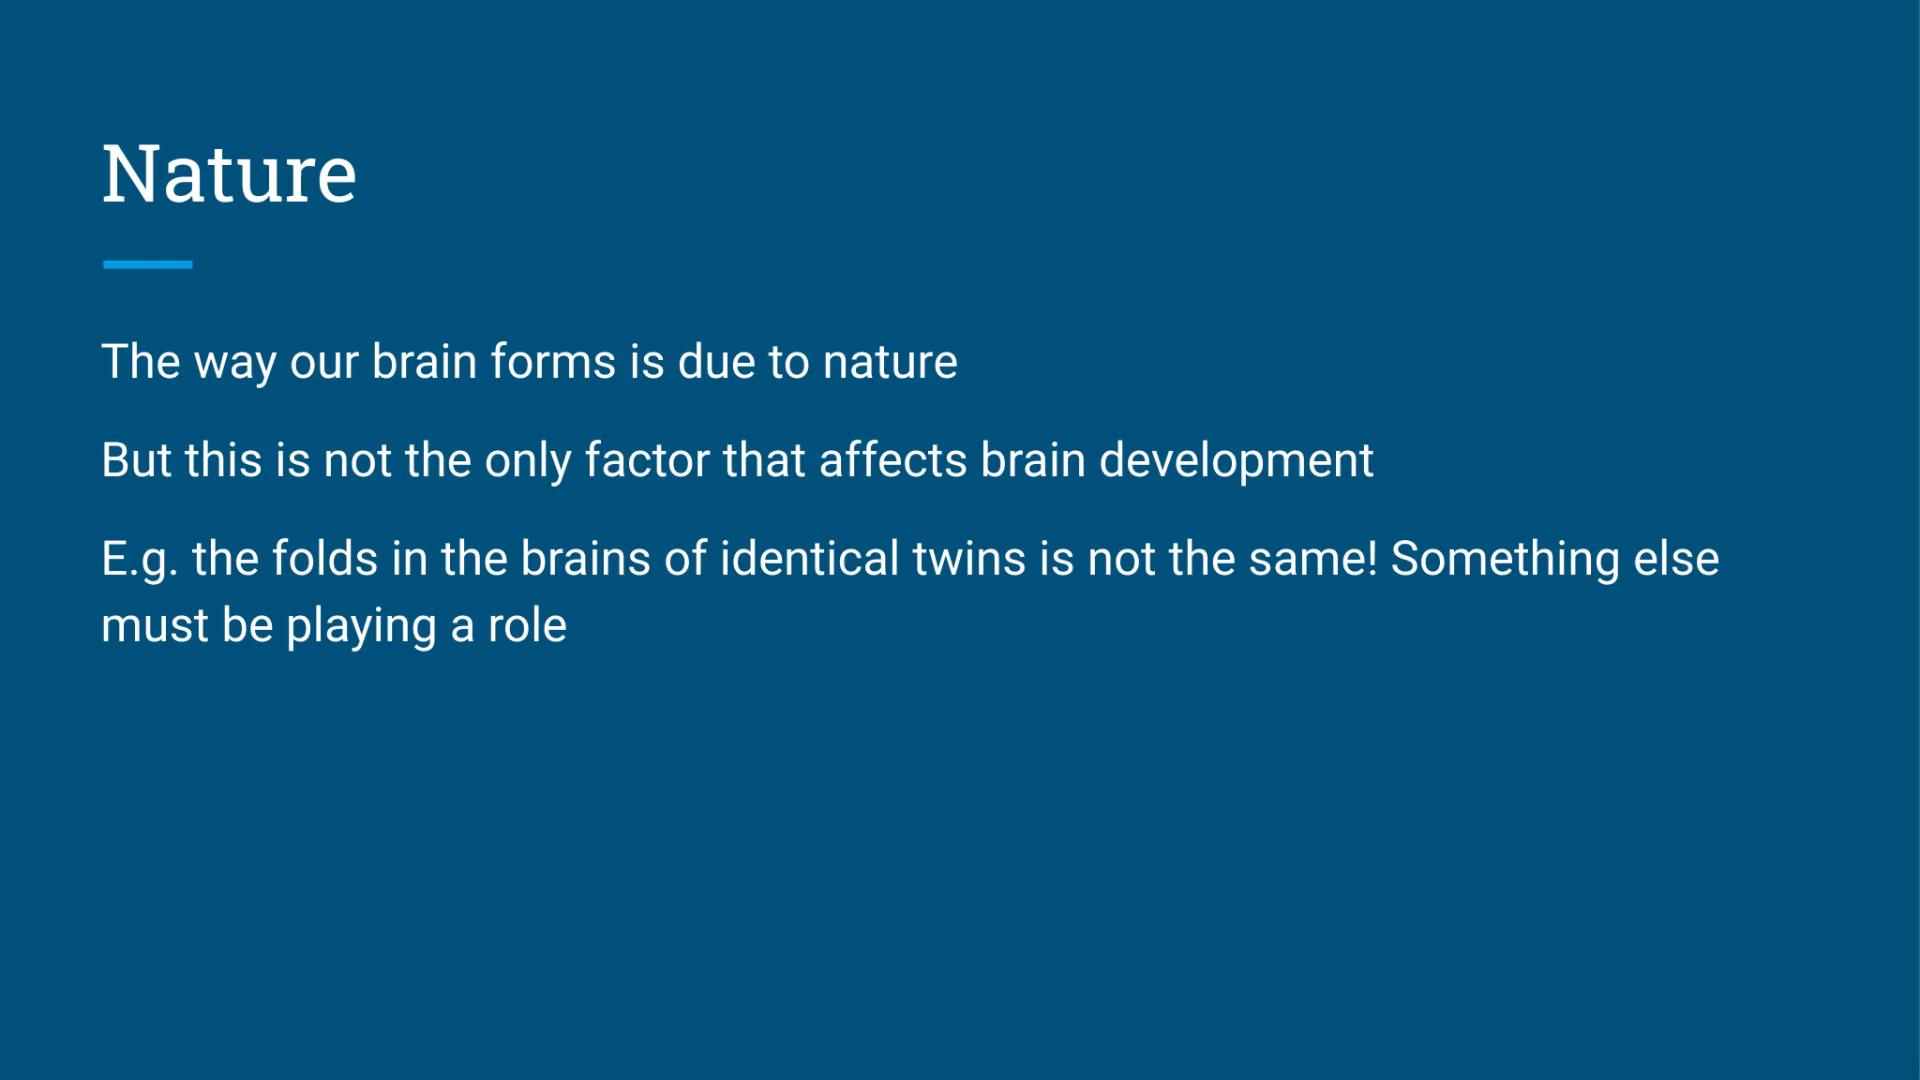 Nature
The way our brain forms is due to nature
But this is not the only factor that affects brain development
E.g. the folds in the brains of identical twins is not the same! Something else
must be playing a role